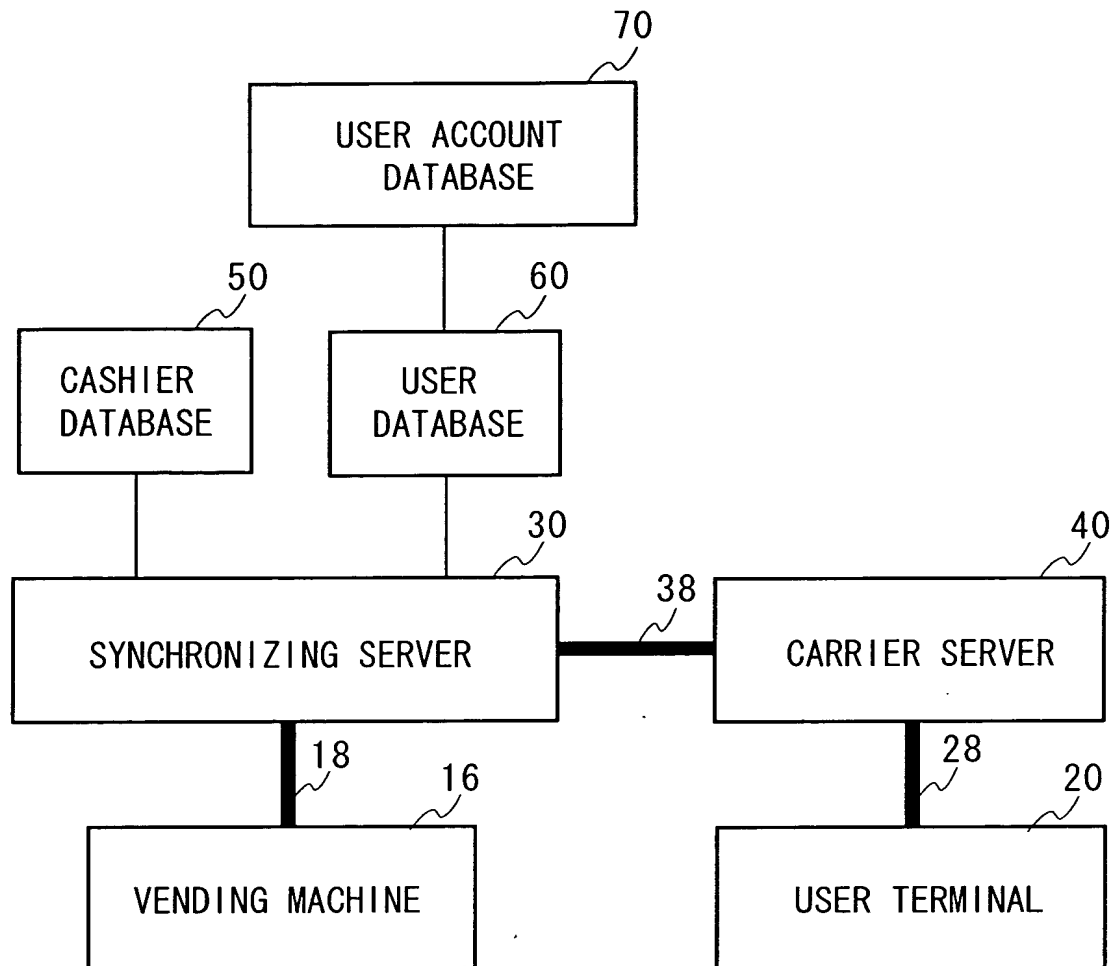 70
USER ACCOUNT
DATABASE
50
60
CASHIER
DATABASE
USER
DATABASE
30
40
38
SYNCHRONIZING SERVER
CARRIER SERVER
18
28
16
20
VENDING MACHINE
USER TERMINAL